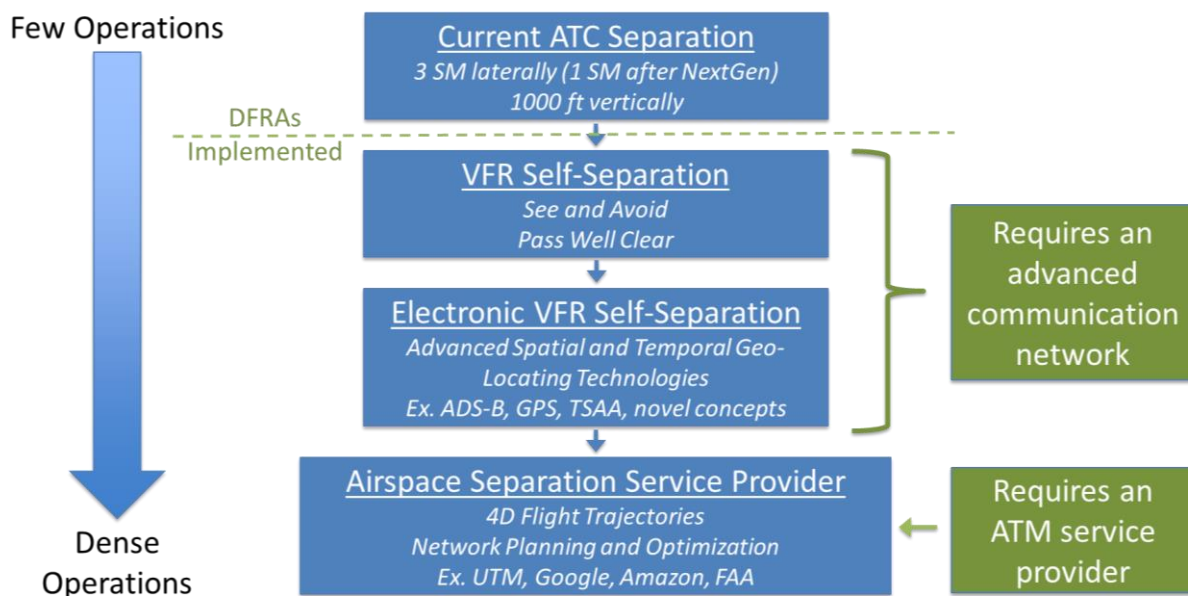 Few Operations
Current ATC Separation
3 SM laterally (1 SM after NextGen)
1000 ft vertically
DFRAs
Implemented
VFR Self-Separation
See and Avoid
Pass Well Clear
Requires an
advanced
communication
network
Electronic VFR Self-Separation
Advanced Spatial and Temporal Geo-
Locating Technologies
Ex. ADS-B, GPS, TSAA, novel concepts
Airspace Separation Service Provider
4D Flight Trajectories
Network Planning and Optimization
Ex. UTM, Google, Amazon, FAA
Requires an
ATM service
provider
Dense
Operations